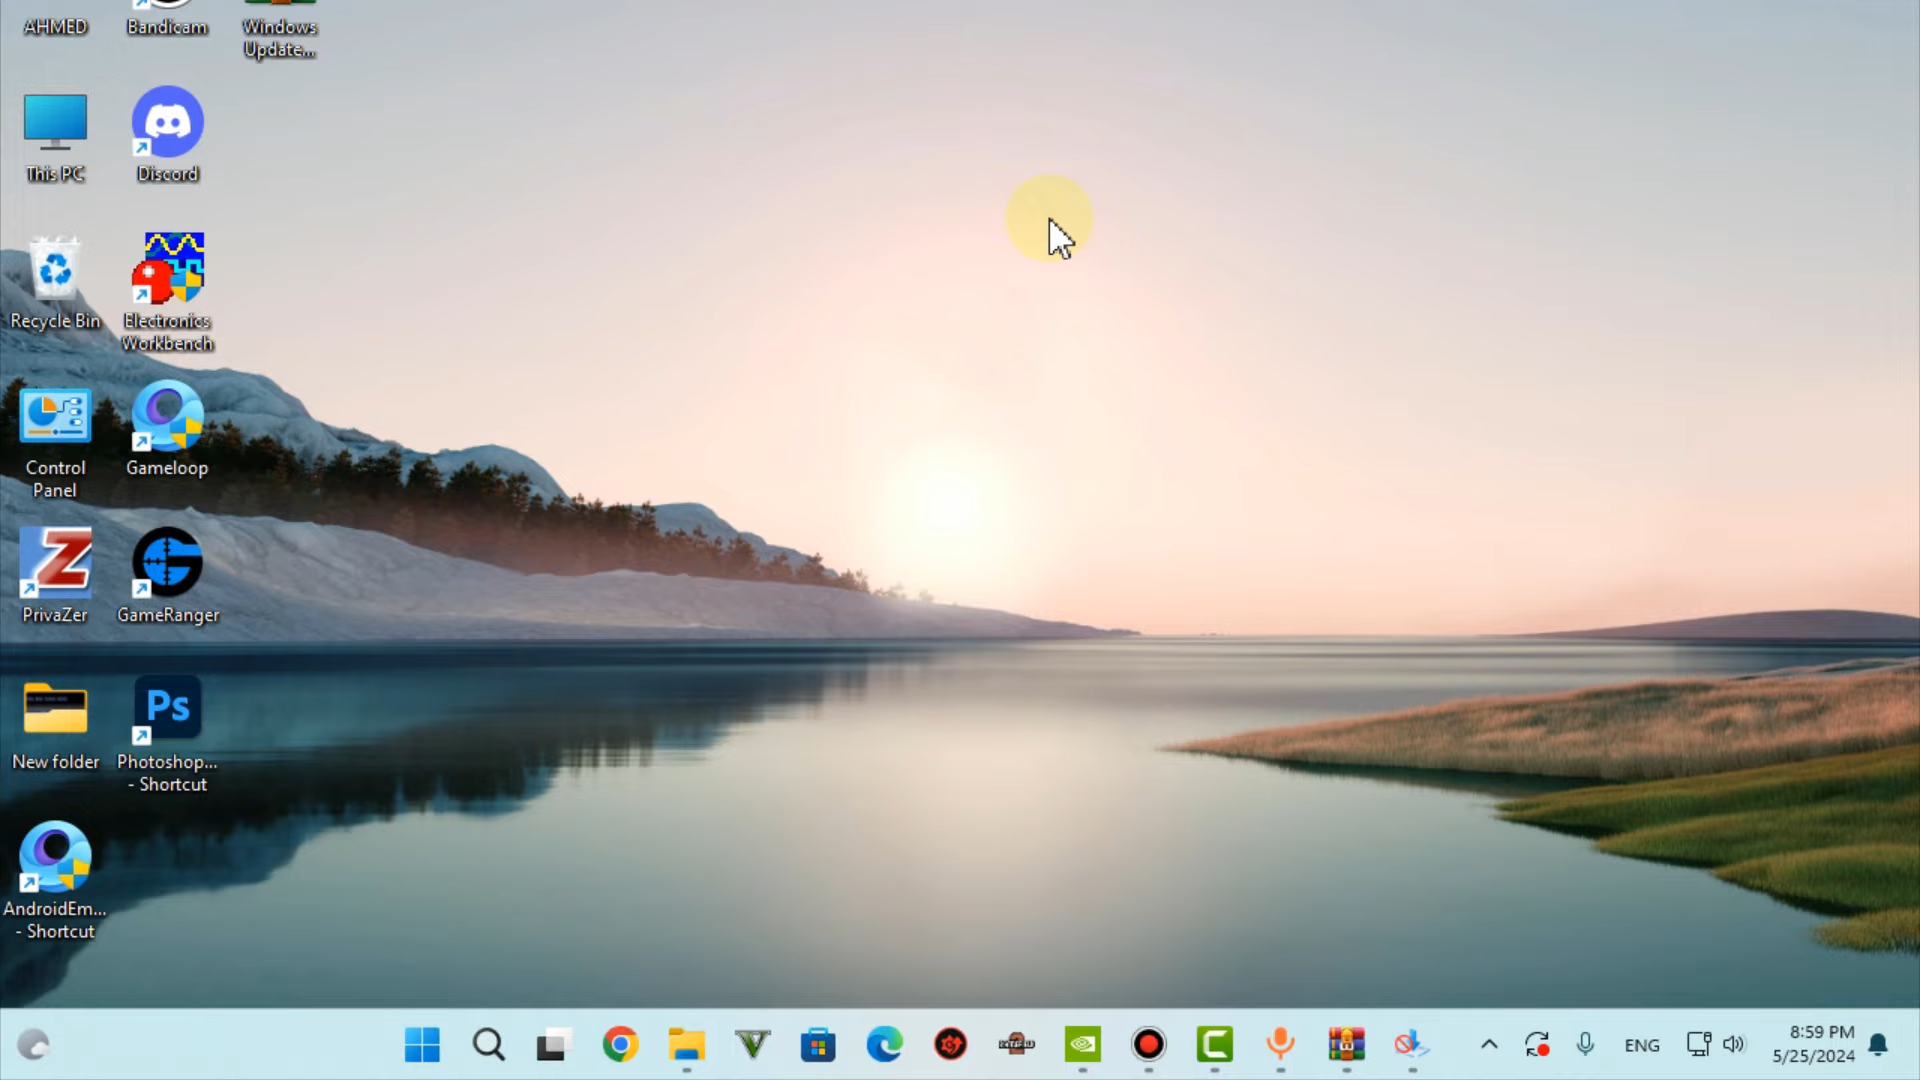 AHMED
Bandicam
Windows
Update...
This PC
Discord
Recycle Bin
Electronics
Workbench
Control
Panel
Gameloop
PrivaZer
GameRanger
New folder
Ps
Photoshop...
- Shortcut
AndroidEm...
- Shortcut
ENG
8:59 PM
5/25/2024